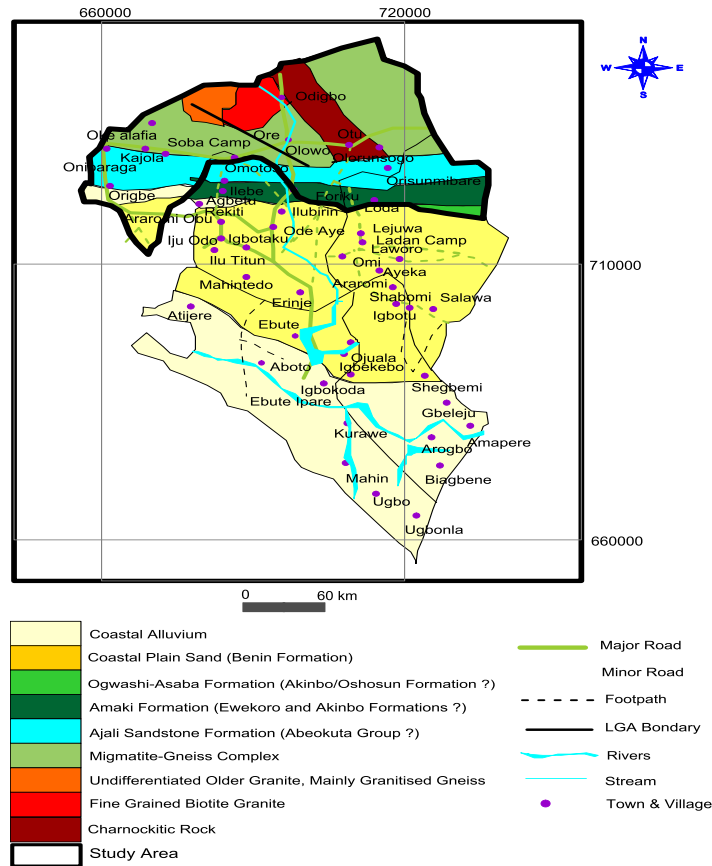 660000
720000
N
W
E
S
Odigbo
Oke alafia
Soba Camp
Ore
Olowo
Otu
Onibaraga
Kajola
Olorunsogo
Omotoso
Orisunmibare
Origbe
Ilebe
Foriku
Agbetu
Loda
Araromi Obu
Rekiti
Ilubirin
Ode Aye
Lejuwa
Iju Odo
Igbotaku
Ladan Camp
Laworo
Ilu Titun
Omi
710000
Ayeka
Mahintedo
Araromi
Erinje
Shabomi
Salawa
Atijere
Igbotu
Ebute
Ojuala
Aboto
Igbekebo
Igbokoda
Shegbemi
Ebute Ipare
Gbeleju
Kurawe
Amapere
Arogbo
Mahin
Biagbene
Ugbo
Ugbonla
660000
0
60 km
Coastal Alluvium
Coastal Plain Sand (Benin Formation)
Ogwashi-Asaba Formation (Akinbo/Oshosun Formation ?)
Amaki Formation (Ewekoro and Akinbo Formations ?)
Ajali Sandstone Formation (Abeokuta Group ?)
Migmatite-Gneiss Complex
Undifferentiated Older Granite, Mainly Granitised Gneiss
Fine Grained Biotite Granite
Charnockitic Rock
Study Area
Major Road
Minor Road
Footpath
LGA Bondary
Rivers
Stream
Town & Village